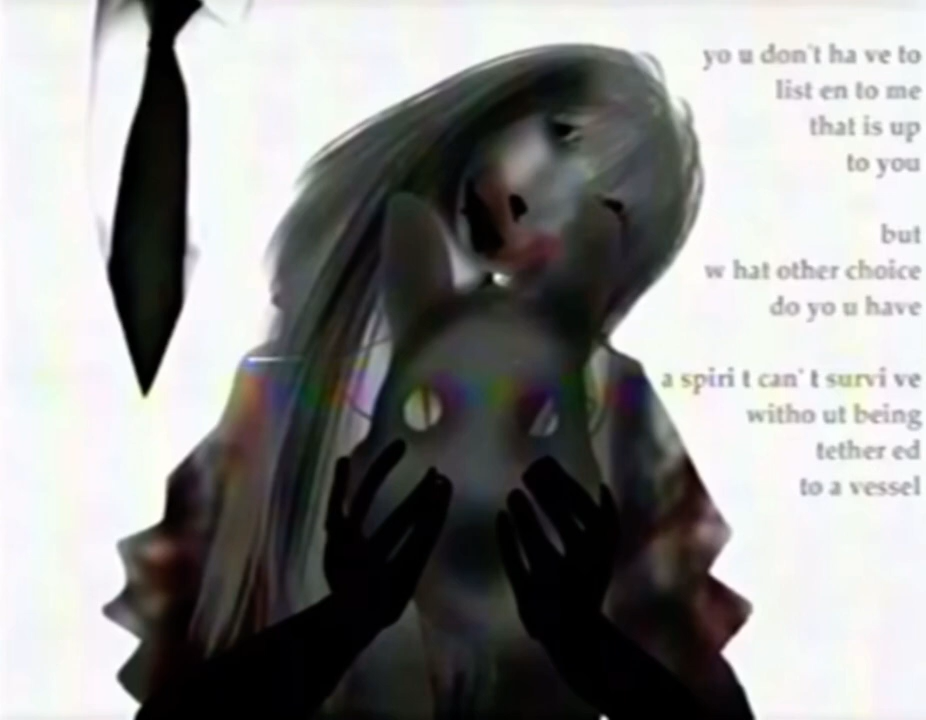 yo u don't ha ve to
list en to me
that is up
to you
but
w hat other choice
do yo u have
a spiri t can' t survi ve
witho ut being
tether ed
to a vessel